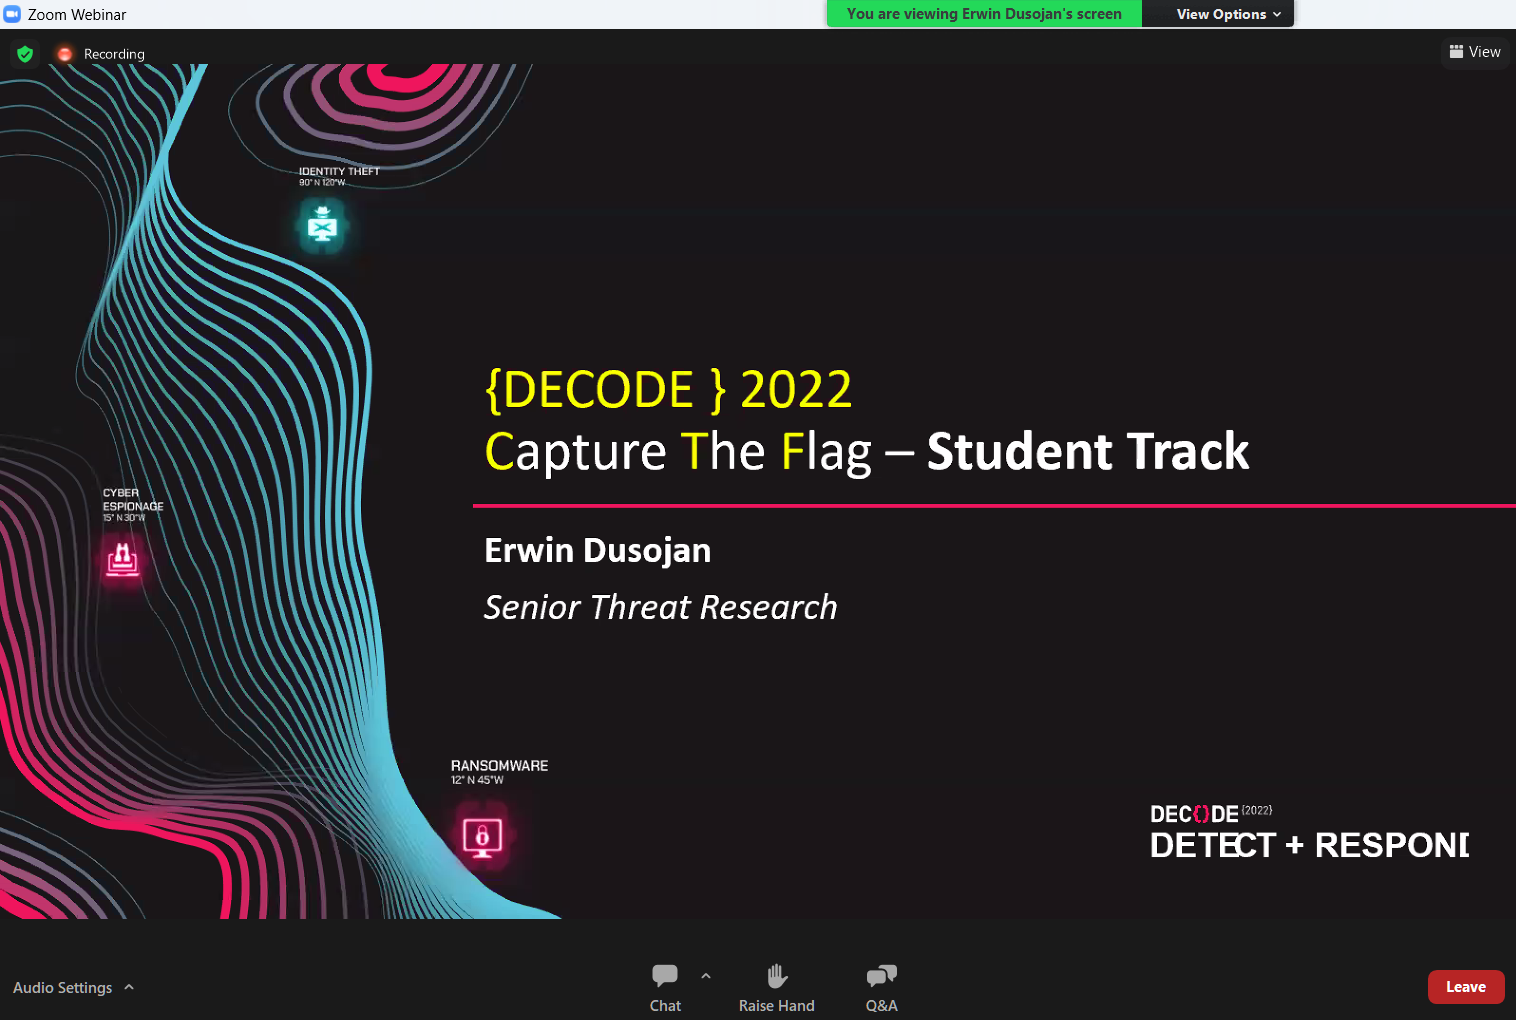 Zoom Webinar
You are viewing Erwin Dusojan's screen
View Options
Recording
View
IDENTITY THEFT
90° N 120°W
{DECODE } 2022
Capture The Flag – Student Track
CYBER
ESPIONAGE
15° N 30°W
Erwin Dusojan
Senior Threat Research
RANSOMWARE
12° N 45°W
DEC{}DE {2022}
DETECT + RESPOND
Audio Settings
Chat
Raise Hand
Q&A
Leave